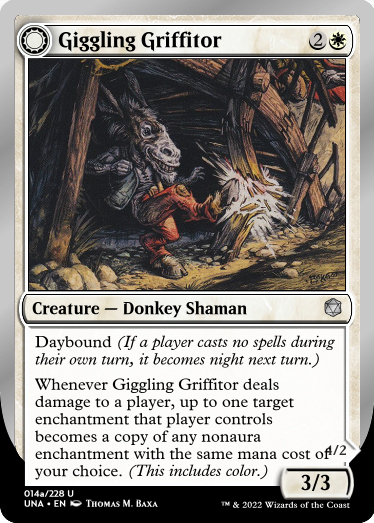 Giggling Griffitor 2
Creature — Donkey Shaman
Daybound (If a player casts no spells during
their own turn, it becomes night next turn.)
Whenever Giggling Griffitor deals
damage to a player, up to one target
enchantment that player controls
becomes a copy of any nonaura
enchantment with the same mana cost of
your choice. (This includes color.)
4/2
3/3
014a/228 U
UNA • EN Thomas M. Baxa
™ & © 2022 Wizards of the Coast